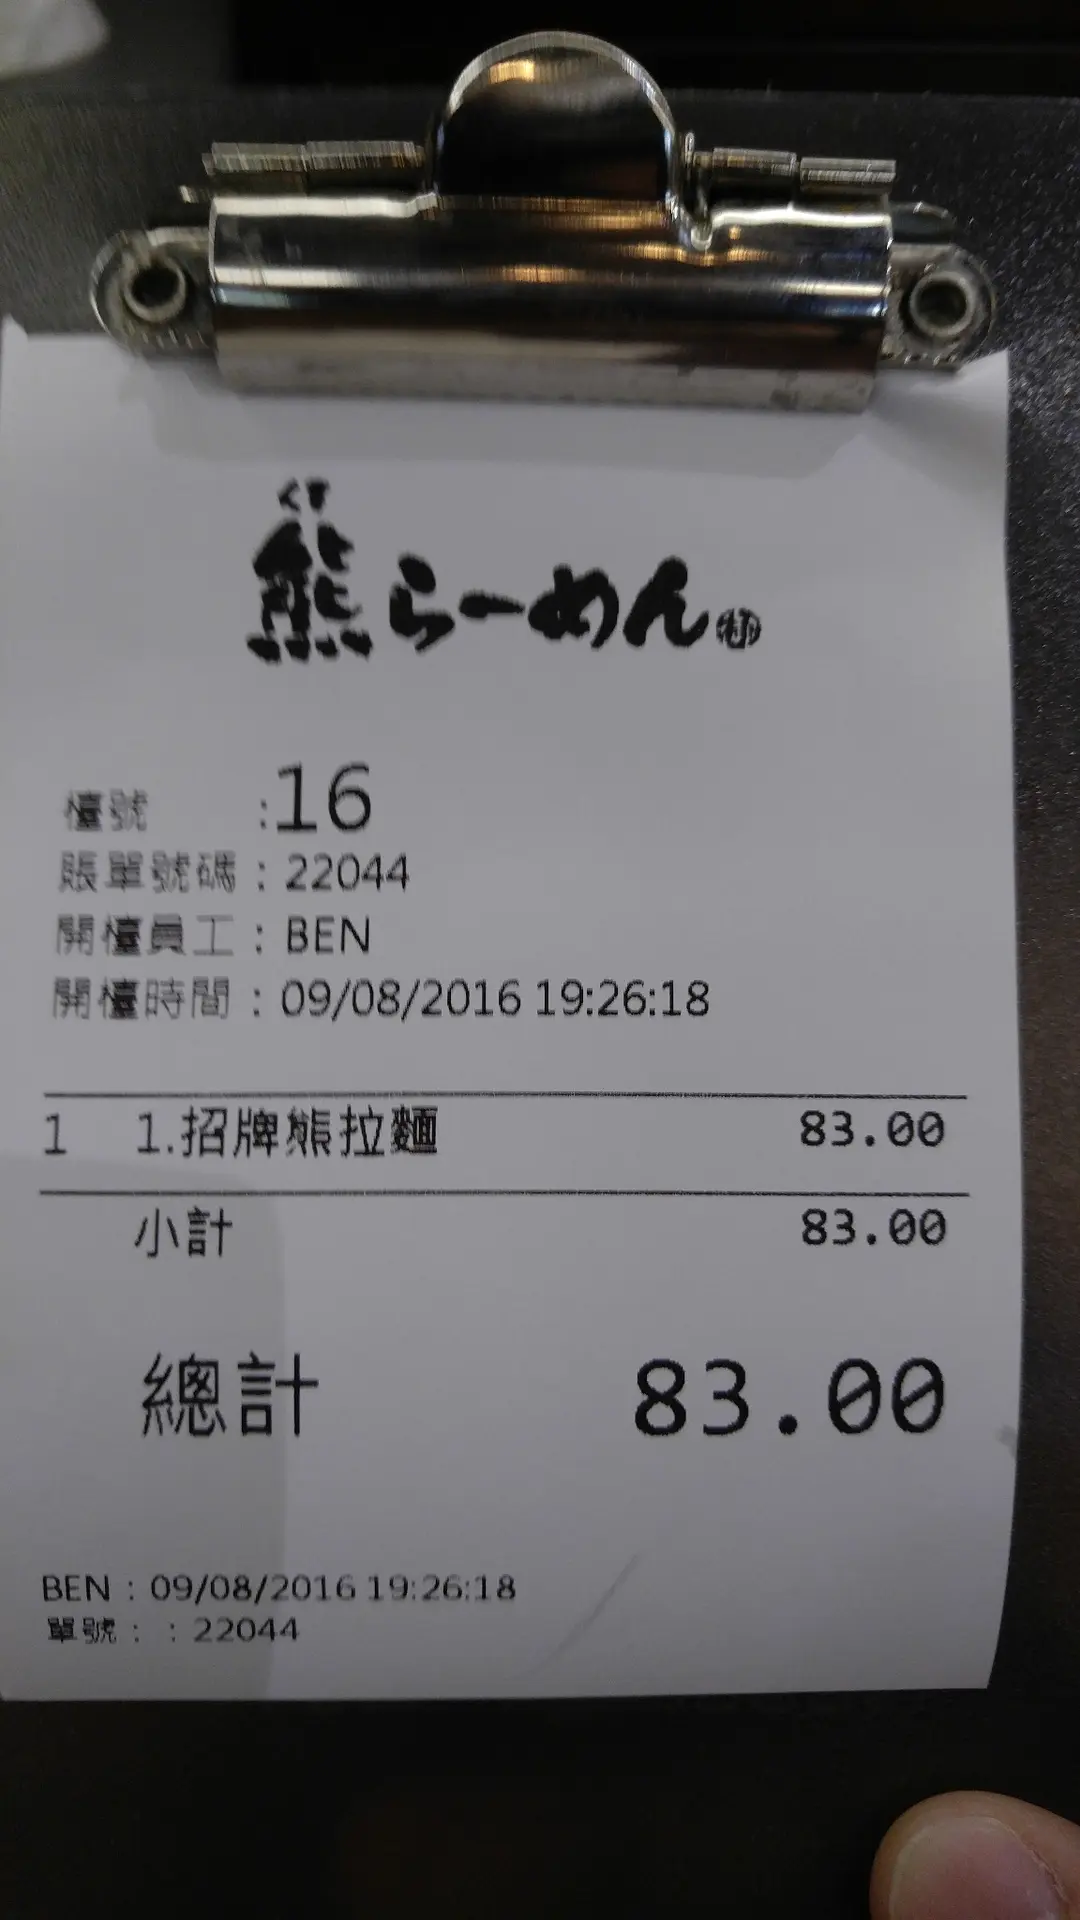 くま
熊らーめん
檯號 :16
賬單號碼：22044
開檯員工：BEN
開檯時間：09/08/2016 19:26:18
1 1.招牌熊拉麵 83.00
小計 83.00
總計 83.00
BEN：09/08/2016 19:26:18
單號：：22044